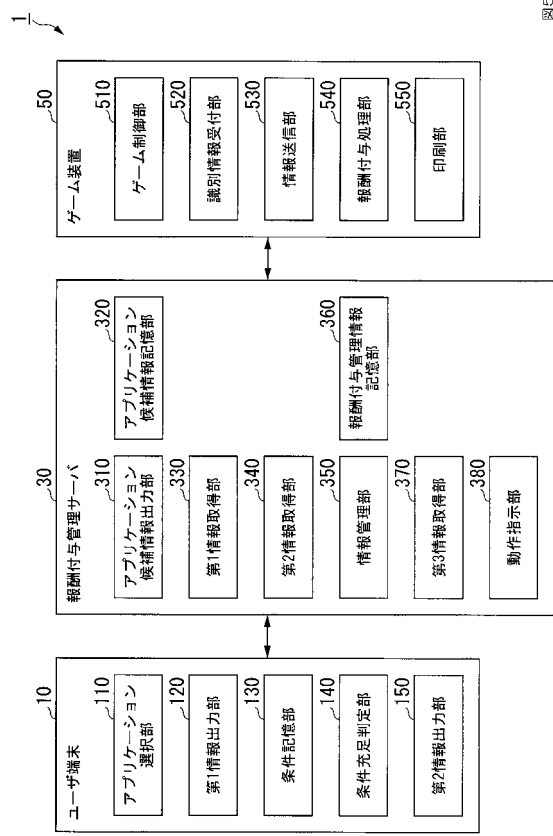 図5
1
10
ユーザ端末
110
アプリケーション
選択部
120
第1情報出力部
130
条件記憶部
140
条件充足判定部
150
第2情報出力部
30
報酬付与管理サーバ
310
アプリケーション
候補情報出力部
320
アプリケーション
候補情報記憶部
330
第1情報取得部
340
第2情報取得部
350
情報管理部
360
報酬付与管理情報
記憶部
370
第3情報取得部
380
動作指示部
50
ゲーム装置
510
ゲーム制御部
520
識別情報受付部
530
情報送信部
540
報酬付与処理部
550
印刷部